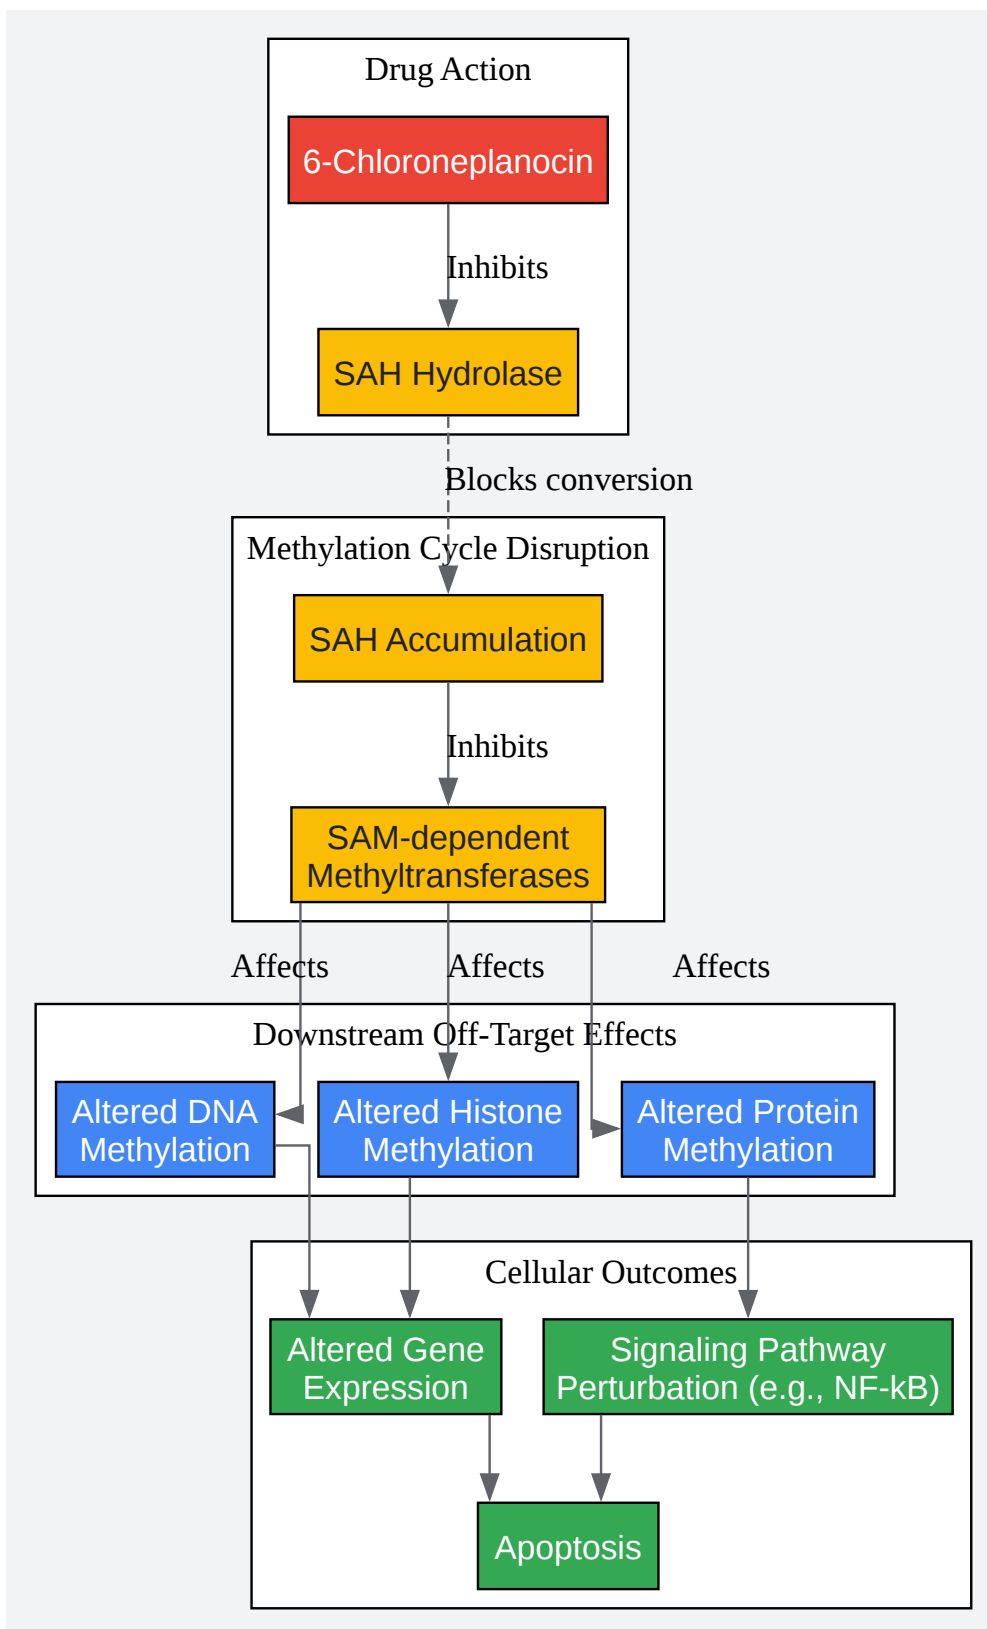 Drug Action
6-Chloroneplanocin
Inhibits
SAH Hydrolase
Blocks conversion
Methylation Cycle Disruption
SAH Accumulation
Inhibits
SAM-dependent
Methyltransferases
Affects
Affects
Affects
Downstream Off-Target Effects
Altered DNA
Methylation
Altered Histone
Methylation
Altered Protein
Methylation
Cellular Outcomes
Altered Gene
Expression
Signaling Pathway
Perturbation (e.g., NF-kB)
Apoptosis